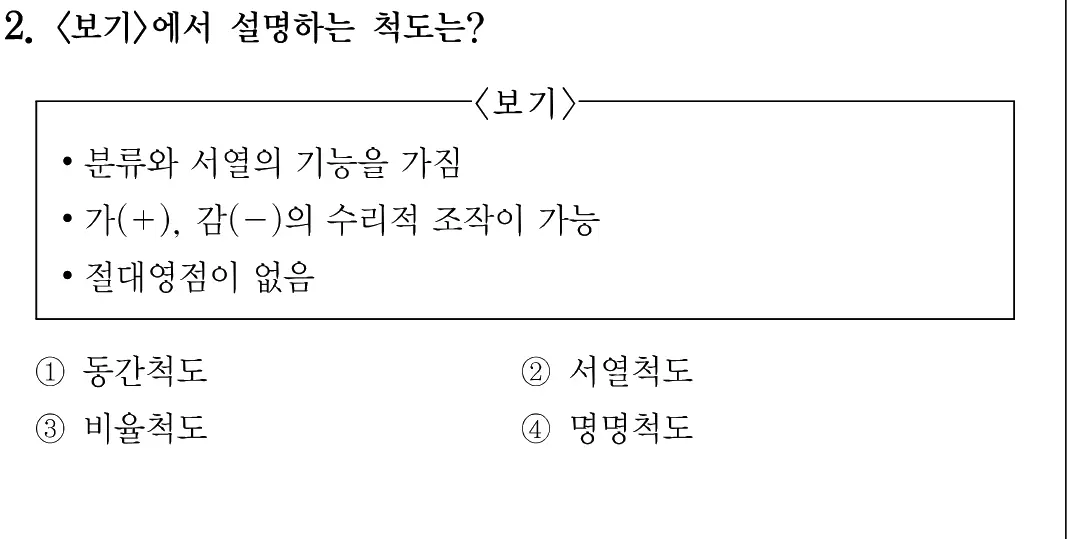 2. 〈보기〉에서 설명하는 척도는?
〈보기〉
• 분류와 서열의 기능을 가짐
• 가(+), 감(-)의 수리적 조작이 가능
• 절대영점이 없음
① 동간척도 ② 서열척도
③ 비율척도 ④ 명명척도